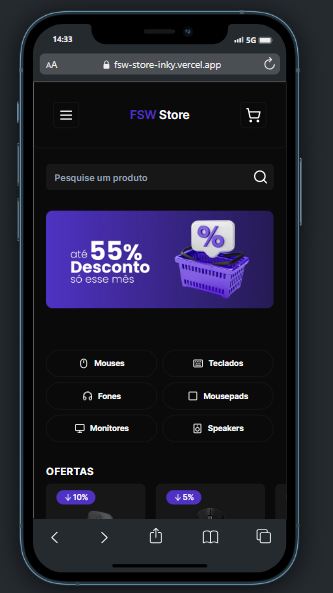 14:33
5G
AA
fsw-store-inky.vercel.app
FSW Store
Pesquise um produto
%
até 55%
Desconto
só esse mês
Mouses
Teclados
Fones
Mousepads
Monitores
Speakers
OFERTAS
10%
5%